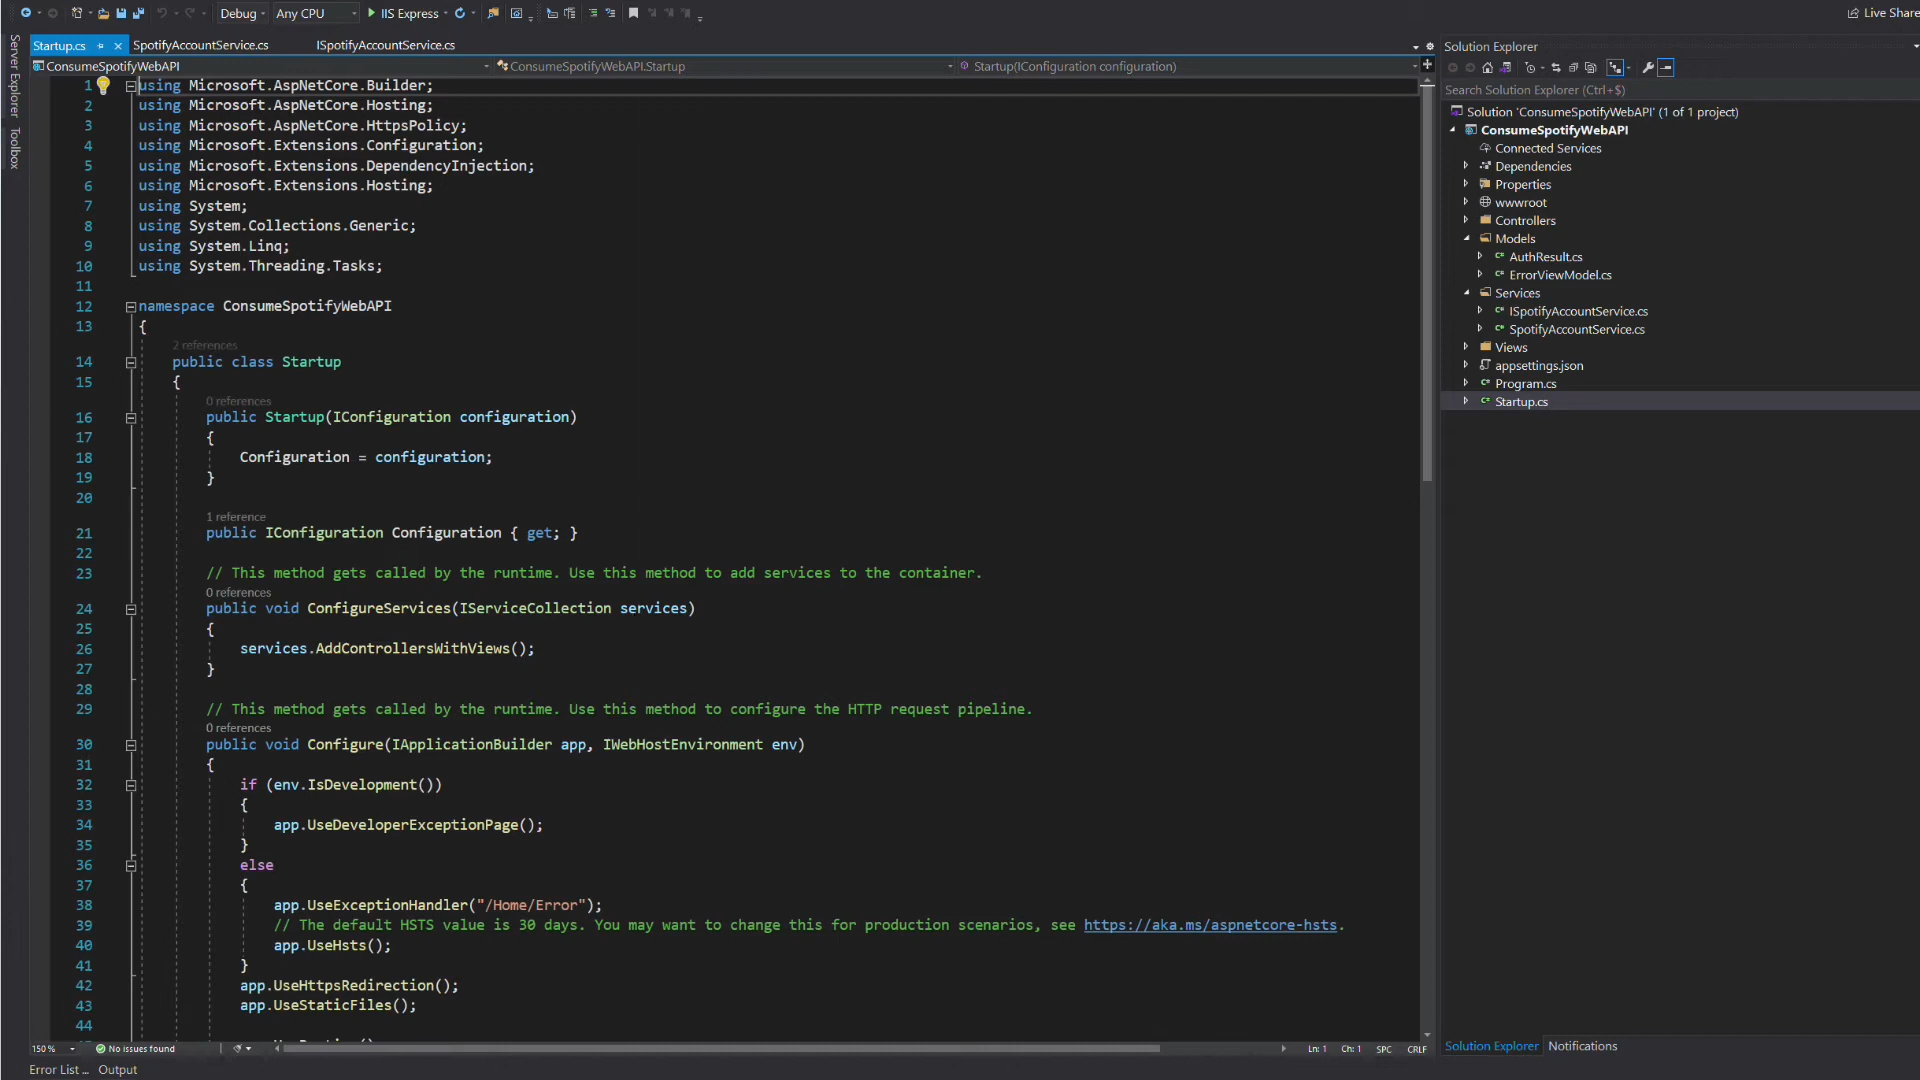 Debug Any CPU IIS Express Live Share
Server Explorer
Toolbox
Startup.cs SpotifyAccountService.cs ISpotifyAccountService.cs
ConsumeSpotifyWebAPI ConsumeSpotifyWebAPI.Startup Startup(IConfiguration configuration)
1 using Microsoft.AspNetCore.Builder;
2 using Microsoft.AspNetCore.Hosting;
3 using Microsoft.AspNetCore.HttpsPolicy;
4 using Microsoft.Extensions.Configuration;
5 using Microsoft.Extensions.DependencyInjection;
6 using Microsoft.Extensions.Hosting;
7 using System;
8 using System.Collections.Generic;
9 using System.Linq;
10 using System.Threading.Tasks;
11
12 namespace ConsumeSpotifyWebAPI
13 {
2 references
14 public class Startup
15 {
0 references
16 public Startup(IConfiguration configuration)
17 {
18 Configuration = configuration;
19 }
20
1 reference
21 public IConfiguration Configuration { get; }
22
23 // This method gets called by the runtime. Use this method to add services to the container.
0 references
24 public void ConfigureServices(IServiceCollection services)
25 {
26 services.AddControllersWithViews();
27 }
28
29 // This method gets called by the runtime. Use this method to configure the HTTP request pipeline.
0 references
30 public void Configure(IApplicationBuilder app, IWebHostEnvironment env)
31 {
32 if (env.IsDevelopment())
33 {
34 app.UseDeveloperExceptionPage();
35 }
36 else
37 {
38 app.UseExceptionHandler("/Home/Error");
39 // The default HSTS value is 30 days. You may want to change this for production scenarios, see https://aka.ms/aspnetcore-hsts.
40 app.UseHsts();
41 }
42 app.UseHttpsRedirection();
43 app.UseStaticFiles();
44
150 % No issues found Ln: 1 Ch: 1 SPC CRLF
Error List ... Output
Solution Explorer
Search Solution Explorer (Ctrl+$)
Solution 'ConsumeSpotifyWebAPI' (1 of 1 project)
ConsumeSpotifyWebAPI
Connected Services
Dependencies
Properties
wwwroot
Controllers
Models
AuthResult.cs
ErrorViewModel.cs
Services
ISpotifyAccountService.cs
SpotifyAccountService.cs
Views
appsettings.json
Program.cs
Startup.cs
Solution Explorer Notifications